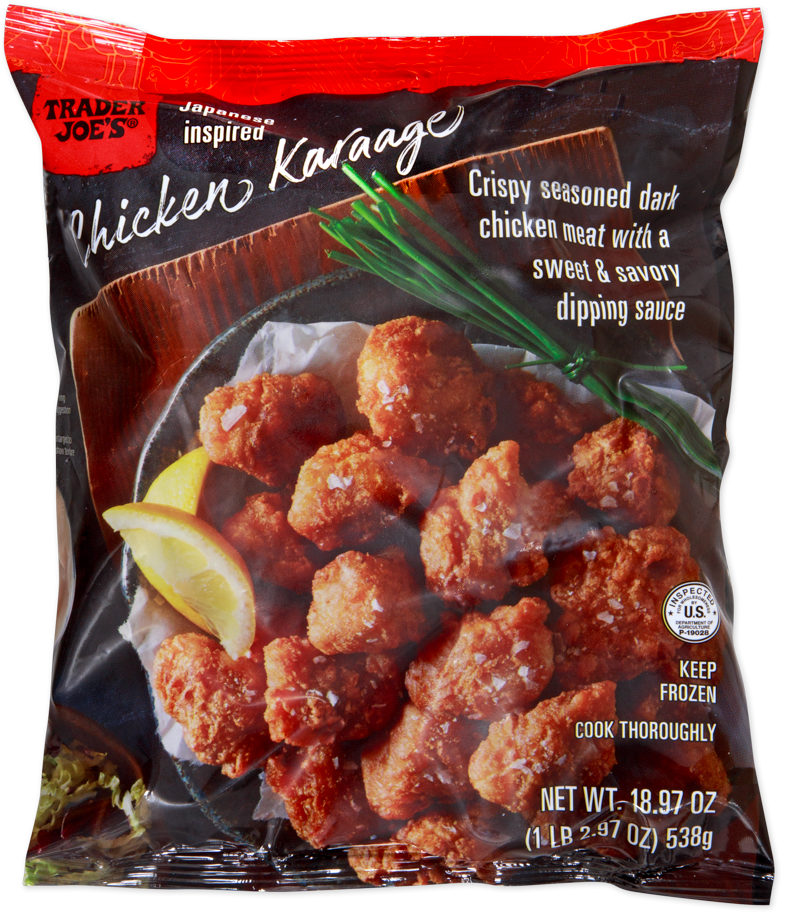 TRADER
JOE'S®
Japanese
inspired
Chicken Karaage
Crispy seasoned dark
chicken meat with a
sweet & savory
dipping sauce
INSPECTED
FOR WHOLESOMENESS
BY
U.S.
DEPARTMENT OF
AGRICULTURE
P-19028
KEEP
FROZEN
COOK THOROUGHLY
NET WT. 18.97 OZ
(1 LB 2.97 OZ) 538g